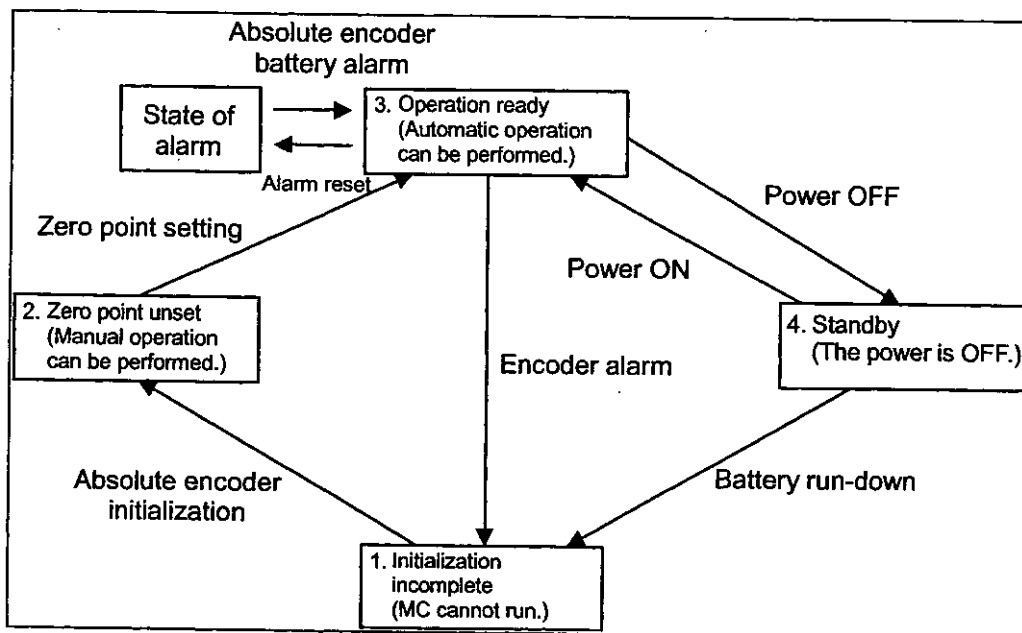 Absolute encoder
battery alarm
State of
alarm
3. Operation ready
(Automatic operation
can be performed.)
Alarm reset
Zero point setting
Power OFF
Power ON
2. Zero point unset
(Manual operation
can be performed.)
4. Standby
(The power is OFF.)
Encoder alarm
Absolute encoder
initialization
Battery run-down
1. Initialization
incomplete
(MC cannot run.)